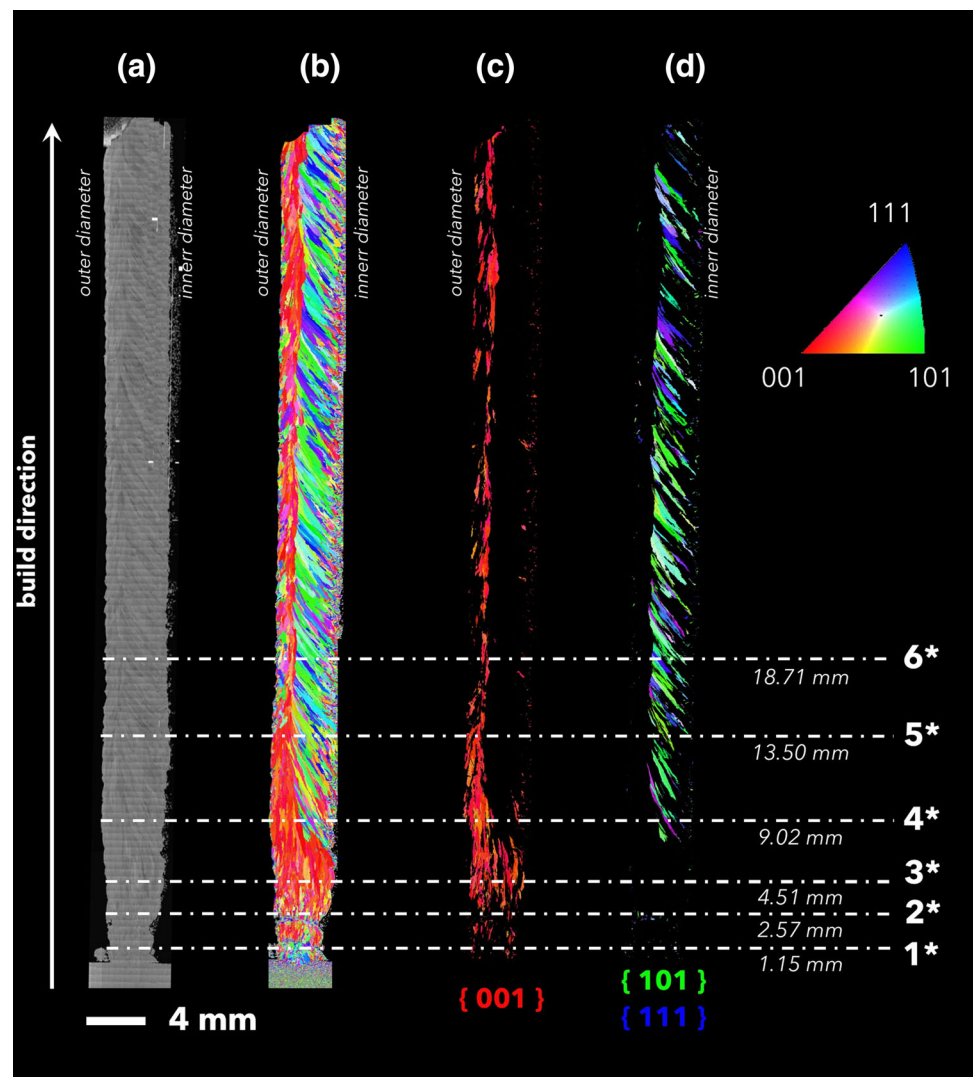 (a)
(b)
(c)
(d)
build direction
outer diameter
innerr diameter
outer diameter
innerr diameter
outer diameter
innerr diameter
111
001
101
6*
18.71 mm
5*
13.50 mm
4*
9.02 mm
3*
4.51 mm
2*
2.57 mm
1*
1.15 mm
{ 001 }
{ 101 }
{ 111 }
4 mm